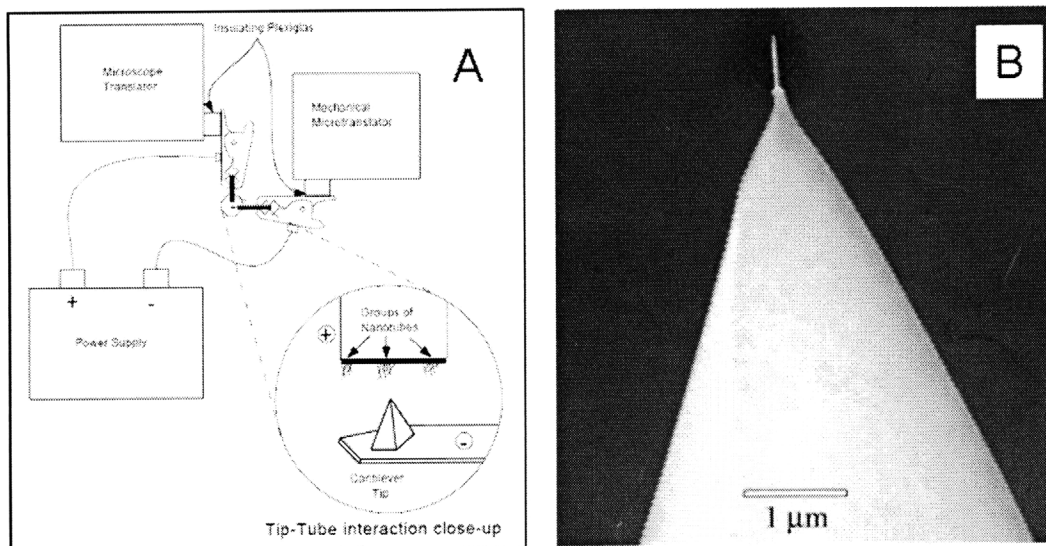 Insulating Plexiglas
A
Microscope
Translator
Mechanical
Microtranslator
+
-
Power Supply
Groups of
Nanotubes
+
-
Cantilever
Tip
Tip-Tube interaction close-up
B
1 µm